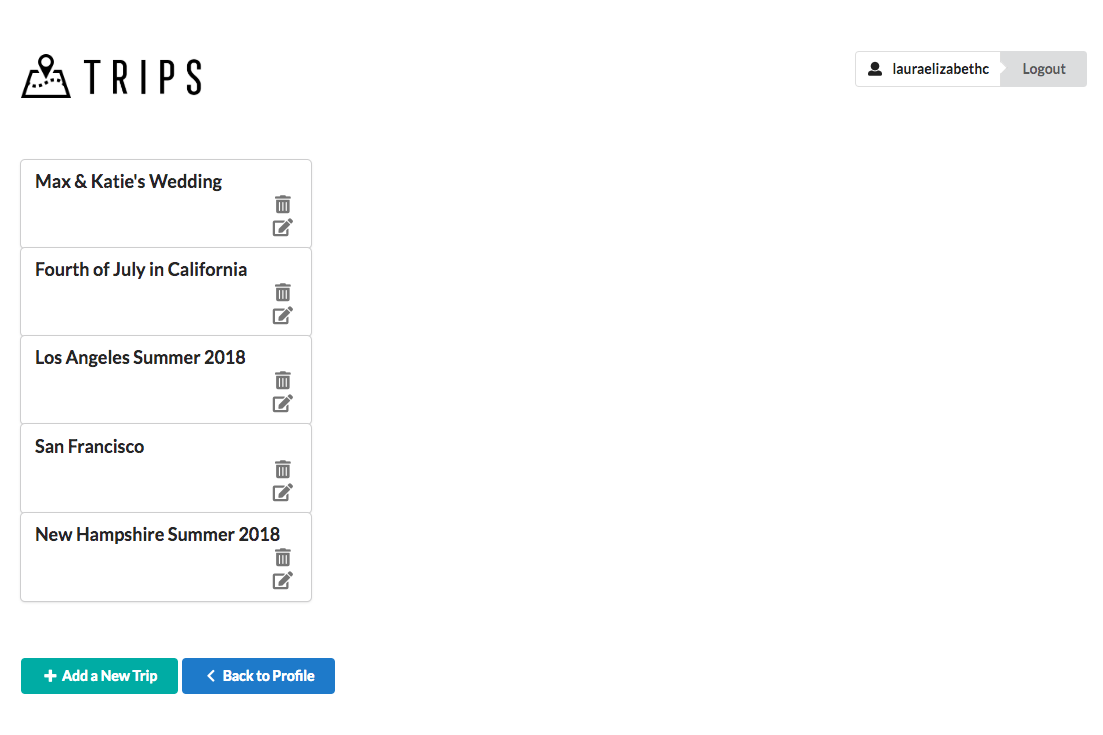 TRIPS
lauraelizabethc
Logout
Max & Katie's Wedding
Fourth of July in California
Los Angeles Summer 2018
San Francisco
New Hampshire Summer 2018
Add a New Trip
Back to Profile